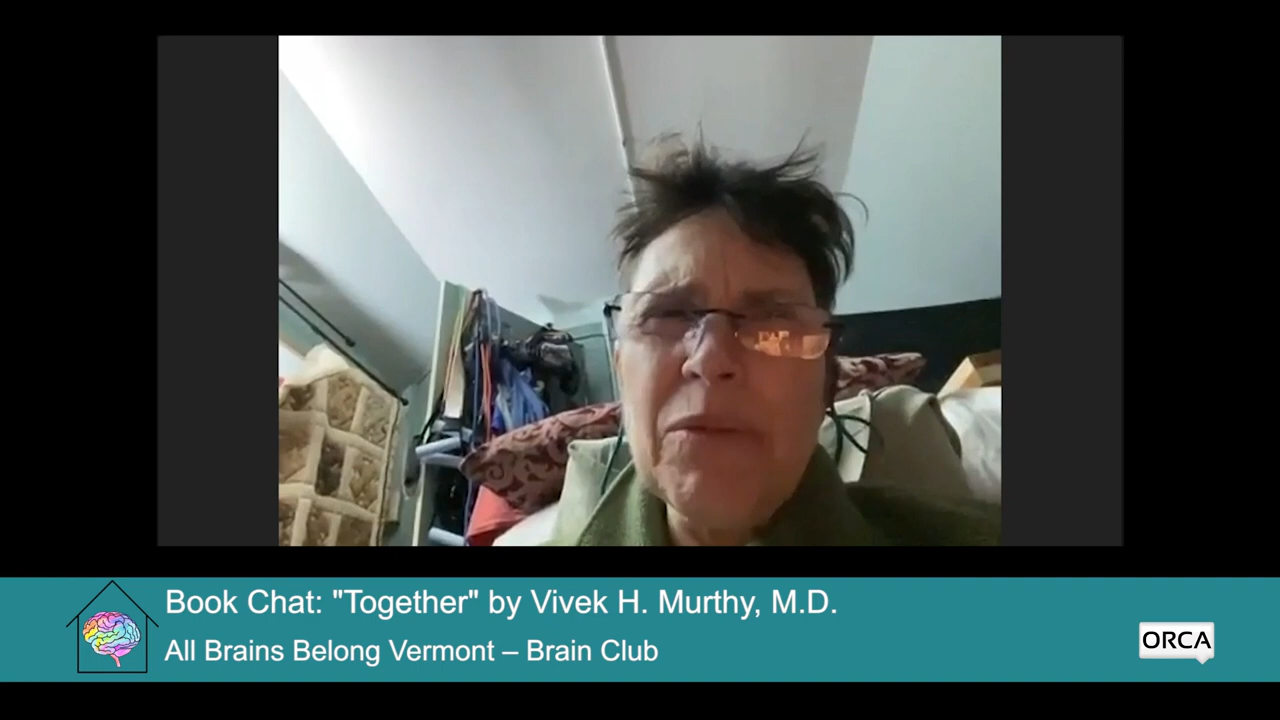 Book Chat: "Together" by Vivek H. Murthy, M.D.
All Brains Belong Vermont – Brain Club
ORCA